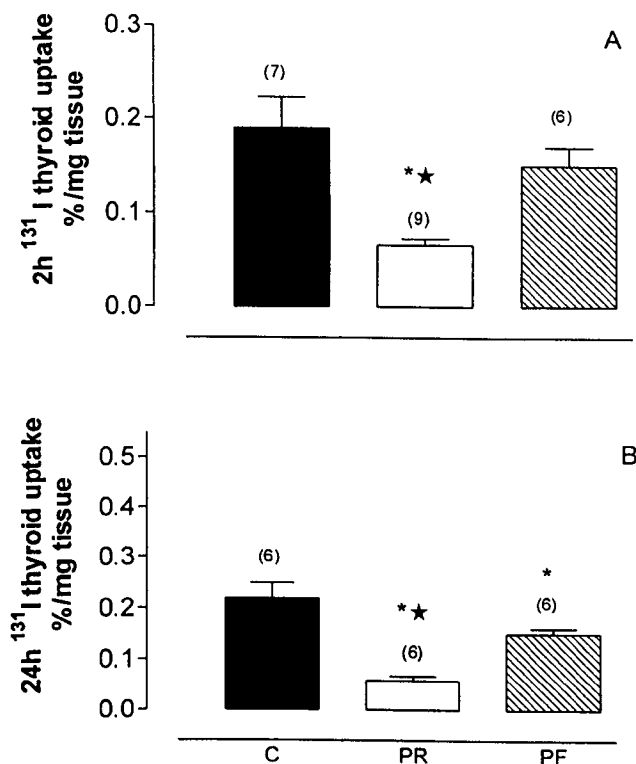 A
2h 131 I thyroid uptake
%/mg tissue
0.3
0.2
0.1
0.0
(7)
*★
(9)
(6)
B
24h 131 I thyroid uptake
%/mg tissue
0.5
0.4
0.3
0.2
0.1
0.0
(6)
*★
(6)
*
(6)
C
PR
PF